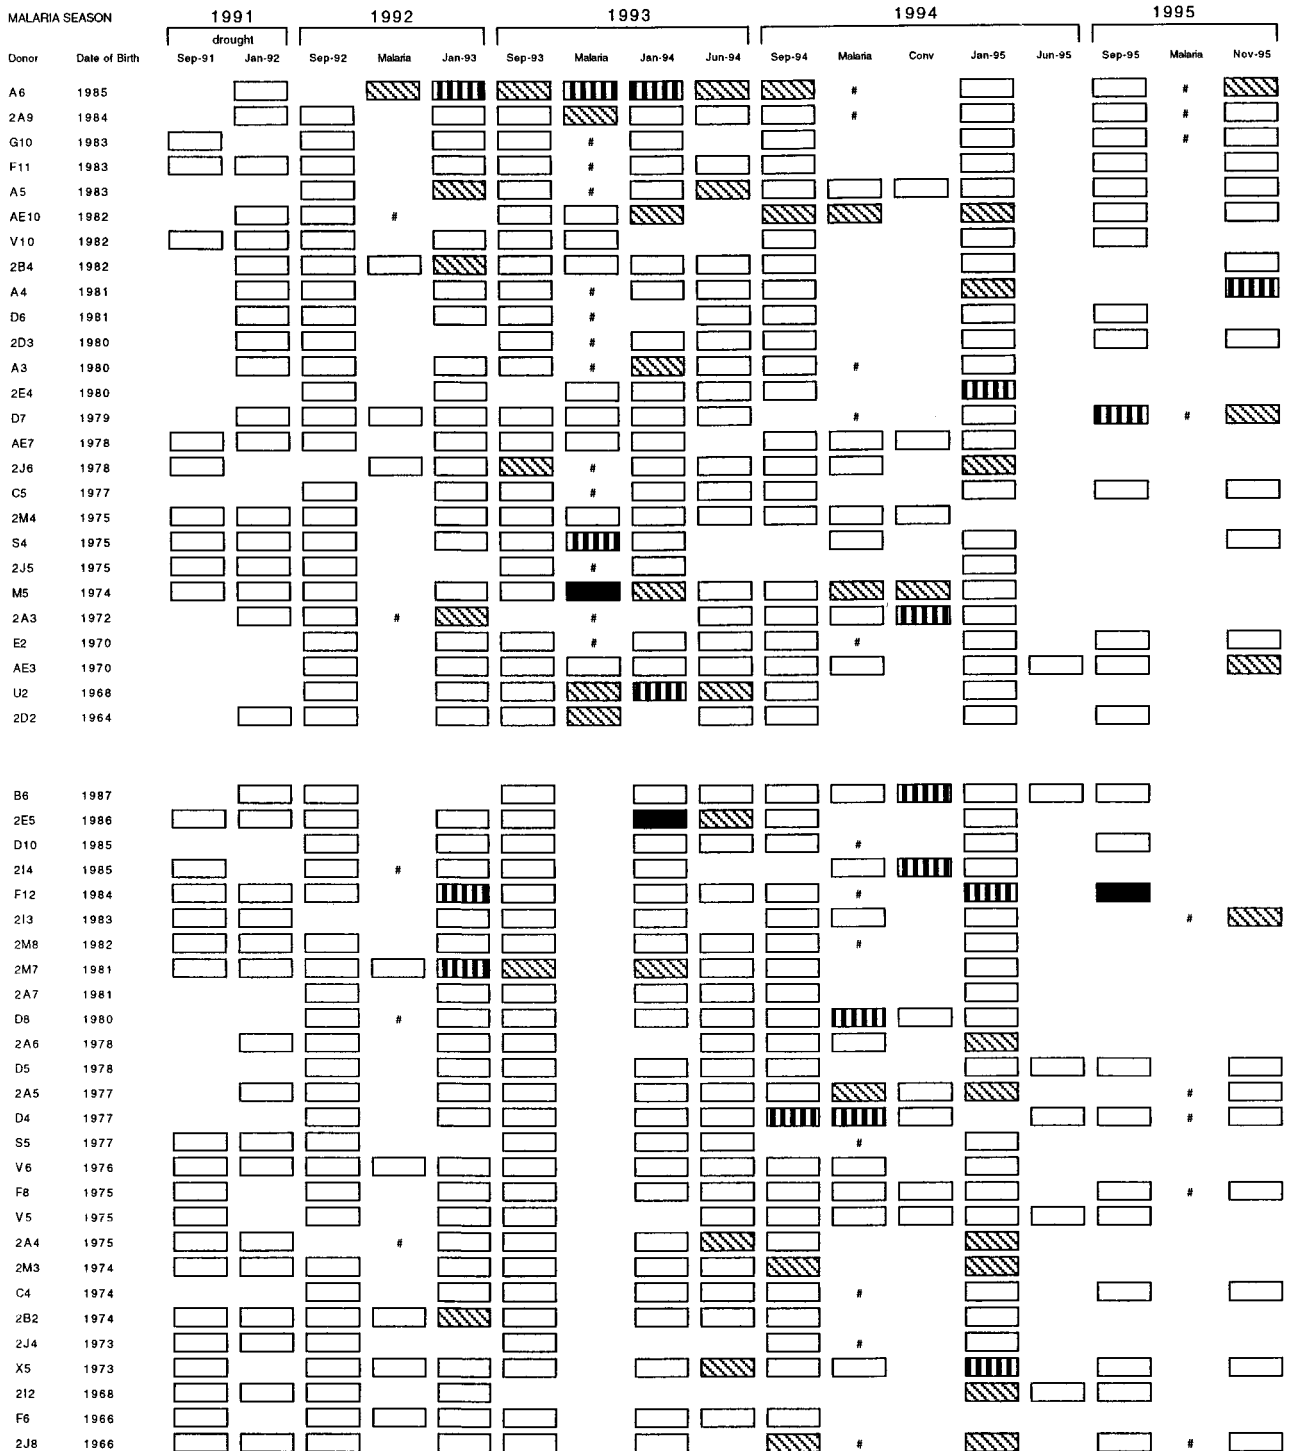 MALARIA SEASON 1991 1992 1993 1994 1995
drought
Donor Date of Birth Sep-91 Jan-92 Sep-92 Malaria Jan-93 Sep-93 Malaria Jan-94 Jun-94 Sep-94 Malaria Conv Jan-95 Jun-95 Sep-95 Malaria Nov-95
A6 1985 # #
2A9 1984 # #
G10 1983 # #
F11 1983 #
A5 1983 #
AE10 1982 #
V10 1982
2B4 1982
A4 1981 #
D6 1981 #
2D3 1980 #
A3 1980 # #
2E4 1980
D7 1979 # #
AE7 1978
2J6 1978 #
C5 1977 #
2M4 1975
S4 1975
2J5 1975 #
M5 1974
2A3 1972 # #
E2 1970 # #
AE3 1970
U2 1968
2D2 1964
B6 1987
2E5 1986
D10 1985 #
2I4 1985 #
F12 1984 #
2I3 1983 #
2M8 1982 #
2M7 1981
2A7 1981
D8 1980 #
2A6 1978
D5 1978
2A5 1977 #
D4 1977 #
S5 1977 #
V6 1976
F8 1975 #
V5 1975
2A4 1975 #
2M3 1974
C4 1974 #
2B2 1974
2J4 1973 #
X5 1973
2I2 1968
F6 1966
2J8 1966 # #